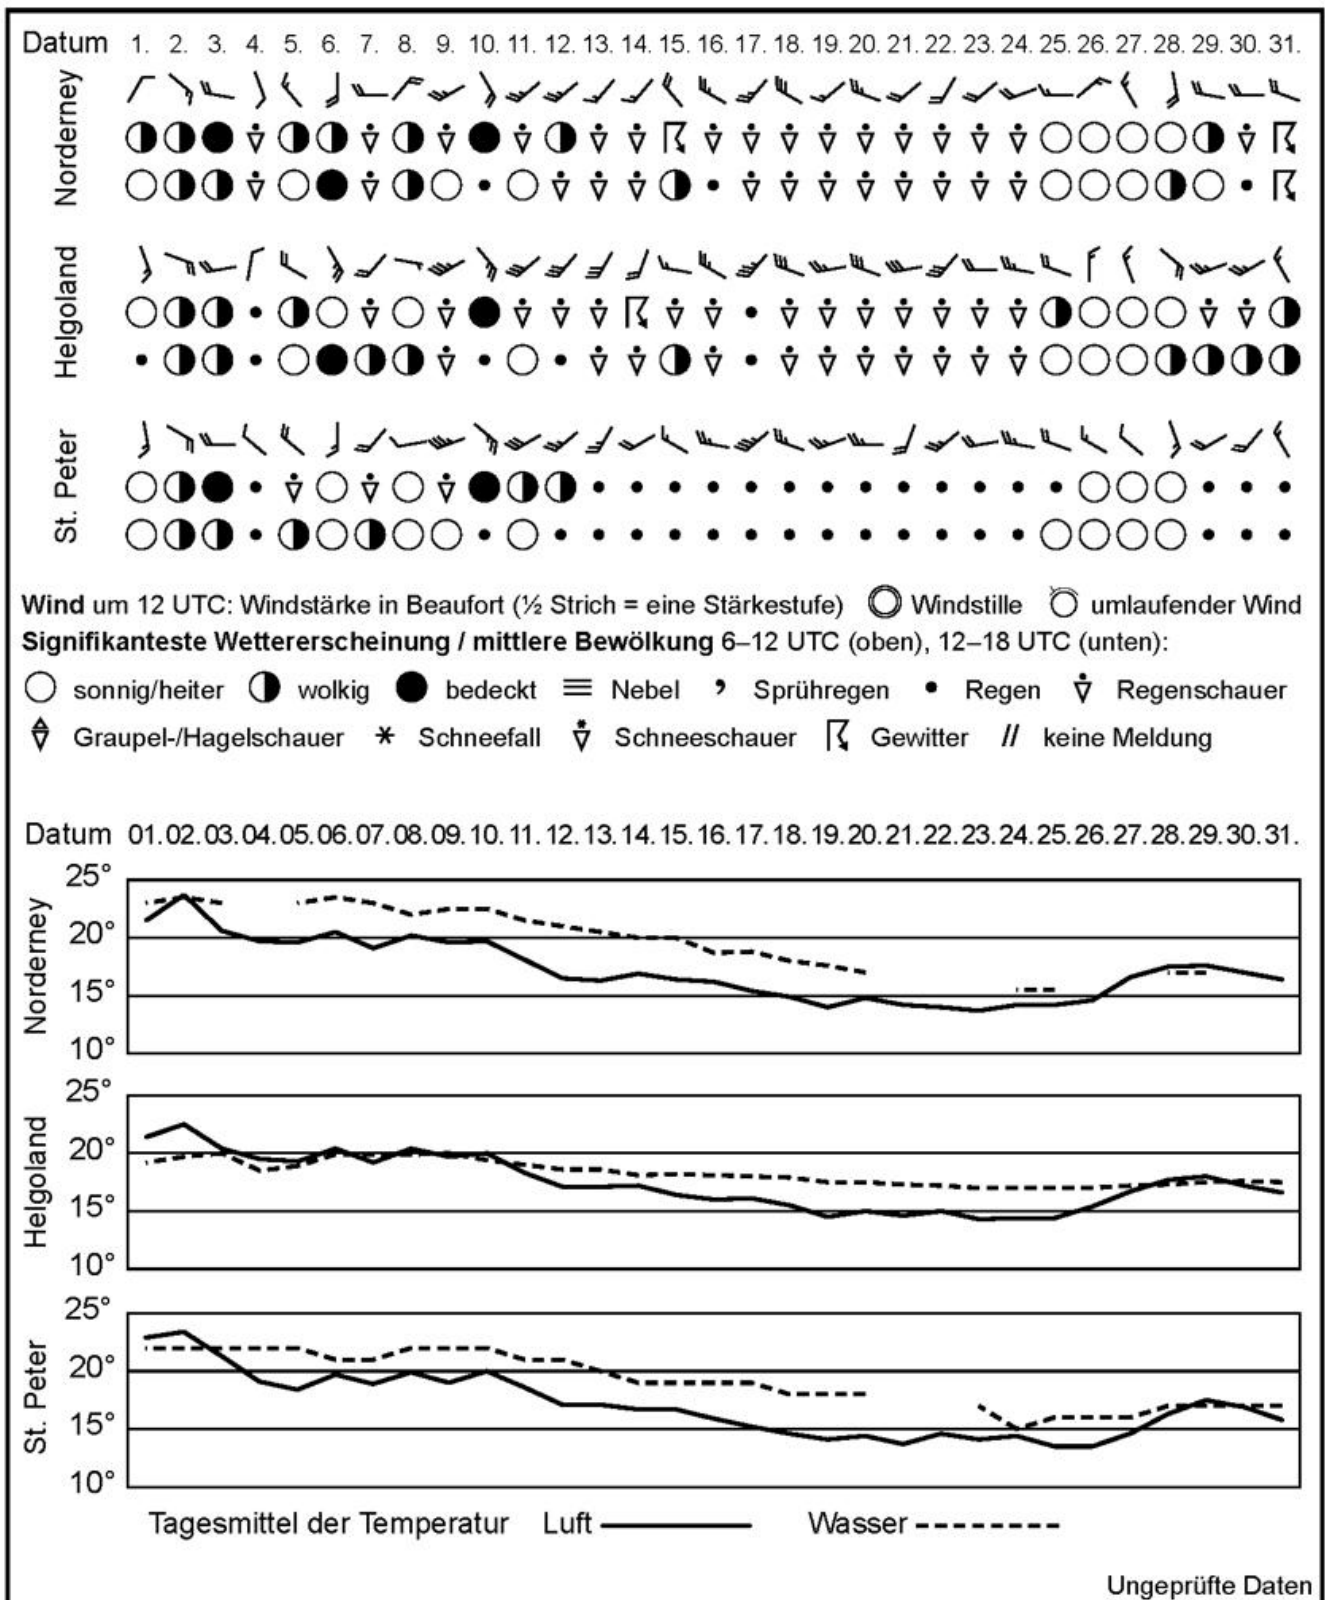 Datum 1. 2. 3. 4. 5. 6. 7. 8. 9. 10. 11. 12. 13. 14. 15. 16. 17. 18. 19. 20. 21. 22. 23. 24. 25. 26. 27. 28. 29. 30. 31.
Norderney
Helgoland
St. Peter
Wind um 12 UTC: Windstärke in Beaufort (½ Strich = eine Stärkestufe) Windstille umlaufender Wind
Signifikanteste Wettererscheinung / mittlere Bewölkung 6–12 UTC (oben), 12–18 UTC (unten):
sonnig/heiter wolkig bedeckt Nebel Sprühregen Regen Regenschauer
Graupel-/Hagelschauer Schneefall Schneeschauer Gewitter // keine Meldung
Datum 01. 02. 03. 04. 05. 06. 07. 08. 09. 10. 11. 12. 13. 14. 15. 16. 17. 18. 19. 20. 21. 22. 23. 24. 25. 26. 27. 28. 29. 30. 31.
Norderney
25°
20°
15°
10°
Helgoland
25°
20°
15°
10°
St. Peter
25°
20°
15°
10°
Tagesmittel der Temperatur Luft Wasser
Ungeprüfte Daten